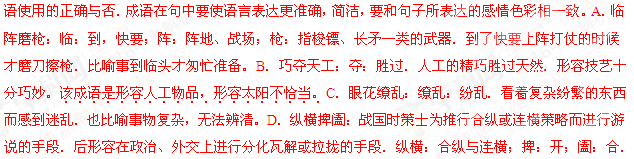 语使用的正确与否．成语在句中要使语言表达更准确，简洁，要和句子所表达的感情色彩相一致。A．临
阵磨枪：临：到，快要；阵：阵地、战场；枪：指梭镖、长矛一类的武器．到了快要上阵打仗的时候
才磨刀擦枪．比喻事到临头才匆忙准备。B．巧夺天工：夺：胜过．人工的精巧胜过天然．形容技艺十
分巧妙。该成语是形容人工物品，形容太阳不恰当。C．眼花缭乱：缭乱：纷乱．看着复杂纷繁的东西
而感到迷乱．也比喻事物复杂，无法辨清。D．纵横捭阖：战国时策士为推行合纵或连横策略而进行游
说的手段．后形容在政治、外交上进行分化瓦解或拉拢的手段．纵横：合纵与连横；捭：开；阖：合．